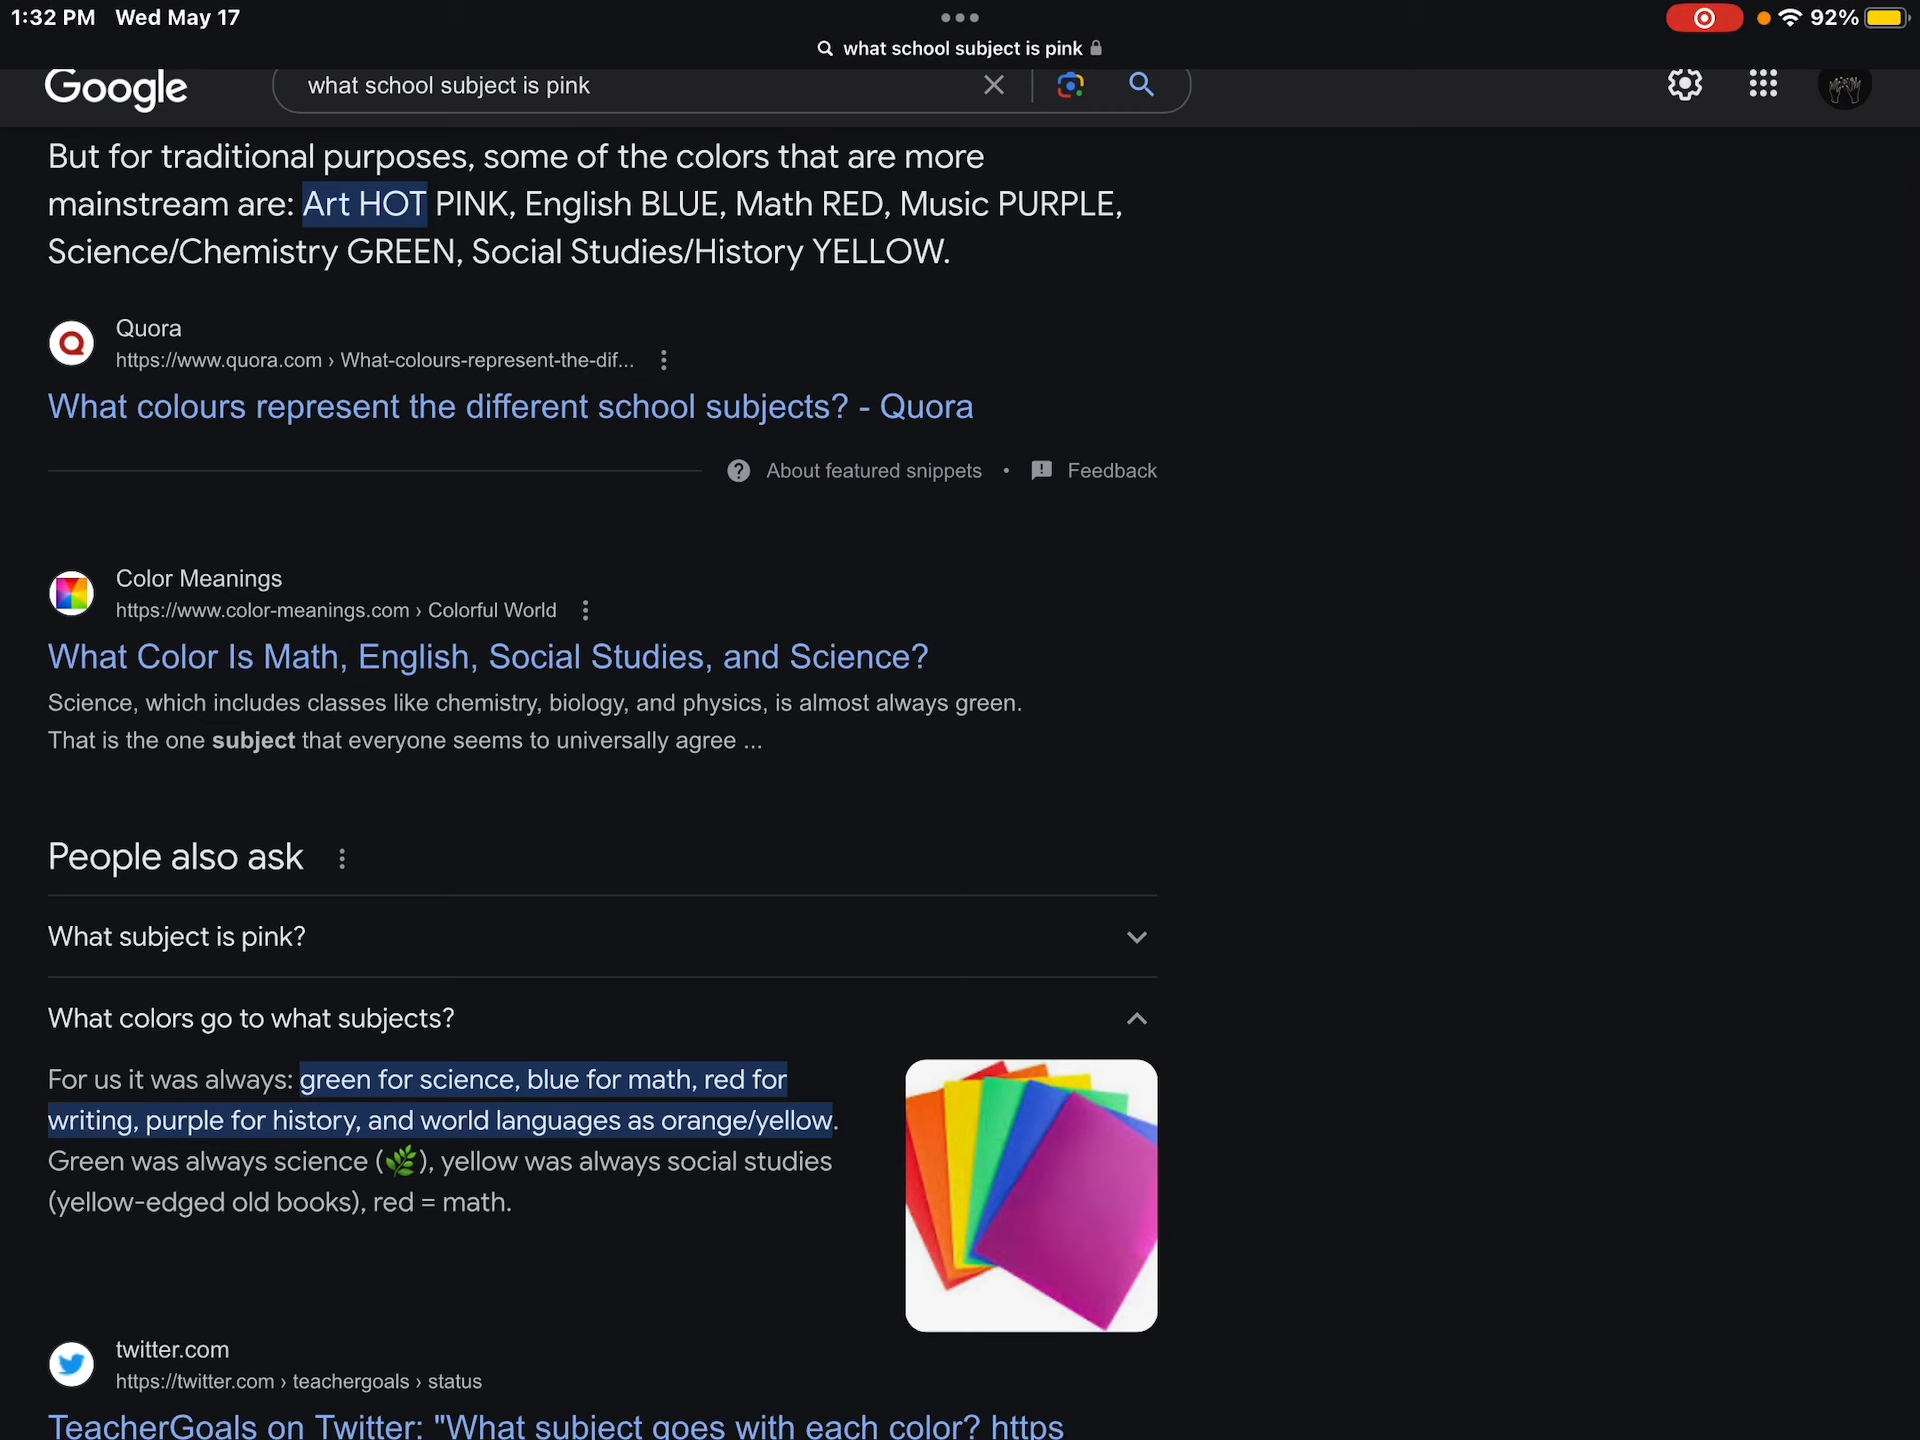 1:32 PM Wed May 17
92%
what school subject is pink
Google
what school subject is pink
But for traditional purposes, some of the colors that are more
mainstream are: Art HOT PINK, English BLUE, Math RED, Music PURPLE,
Science/Chemistry GREEN, Social Studies/History YELLOW.
Quora
https://www.quora.com › What-colours-represent-the-dif...
What colours represent the different school subjects? - Quora
About featured snippets • Feedback
Color Meanings
https://www.color-meanings.com › Colorful World
What Color Is Math, English, Social Studies, and Science?
Science, which includes classes like chemistry, biology, and physics, is almost always green.
That is the one subject that everyone seems to universally agree ...
People also ask
What subject is pink?
What colors go to what subjects?
For us it was always: green for science, blue for math, red for
writing, purple for history, and world languages as orange/yellow.
Green was always science (🌿), yellow was always social studies
(yellow-edged old books), red = math.
twitter.com
https://twitter.com › teachergoals › status
TeacherGoals on Twitter: "What subject goes with each color? https